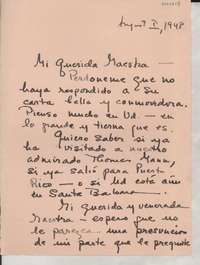 August I, 1948
Mi querida Maestra —
Perdoneme que no
haya respondido a su
carta bella y conmovedora.
Pienso mucho en Ud. — en
lo grande y tierna que es.
Quiero saber si ya
ha visitado a nuestro
admirado Thomas Mann,
si ya salió para Puerto
Rico — o si Ud está aún
en Santa Barbara.
Mi querida y venerada
Maestra — espero que no
le parezca una presuncion
de mi parte que le pregunte